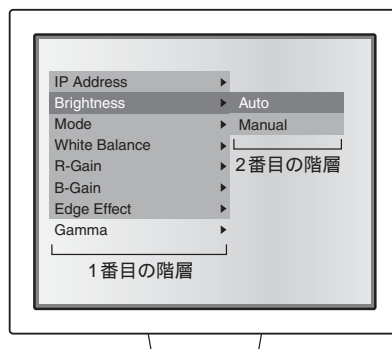 IP Address
Brightness
Auto
Mode
Manual
White Balance
R-Gain
2番目の階層
B-Gain
Edge Effect
Gamma
1番目の階層